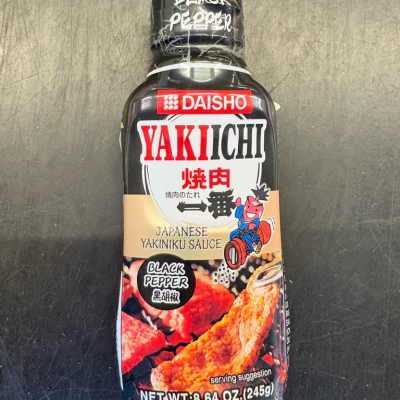 BLACK
PEPPER
DAISHO
YAKIICHI
焼肉
焼肉のたれ
一番
JAPANESE
YAKINIKU SAUCE
BLACK
PEPPER
黒胡椒
serving suggestion
NET WT:8.64 OZ.(245g)